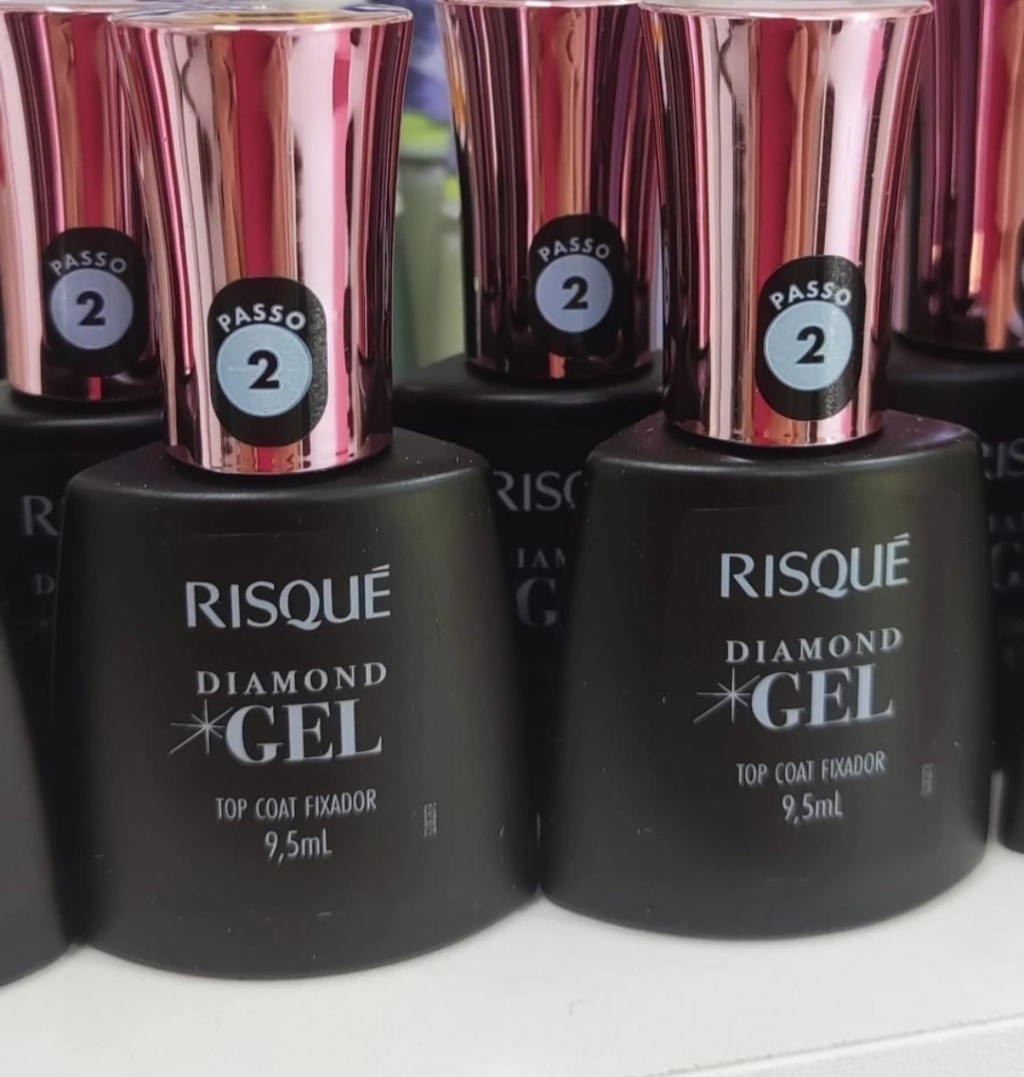 PASSO
2
PASSO
2
PASSO
2
PASSO
2
RISQUÉ
DIAMOND
GEL
TOP COAT FIXADOR
9,5mL
RISQUÉ
DIAMOND
GEL
TOP COAT FIXADOR
9,5mL